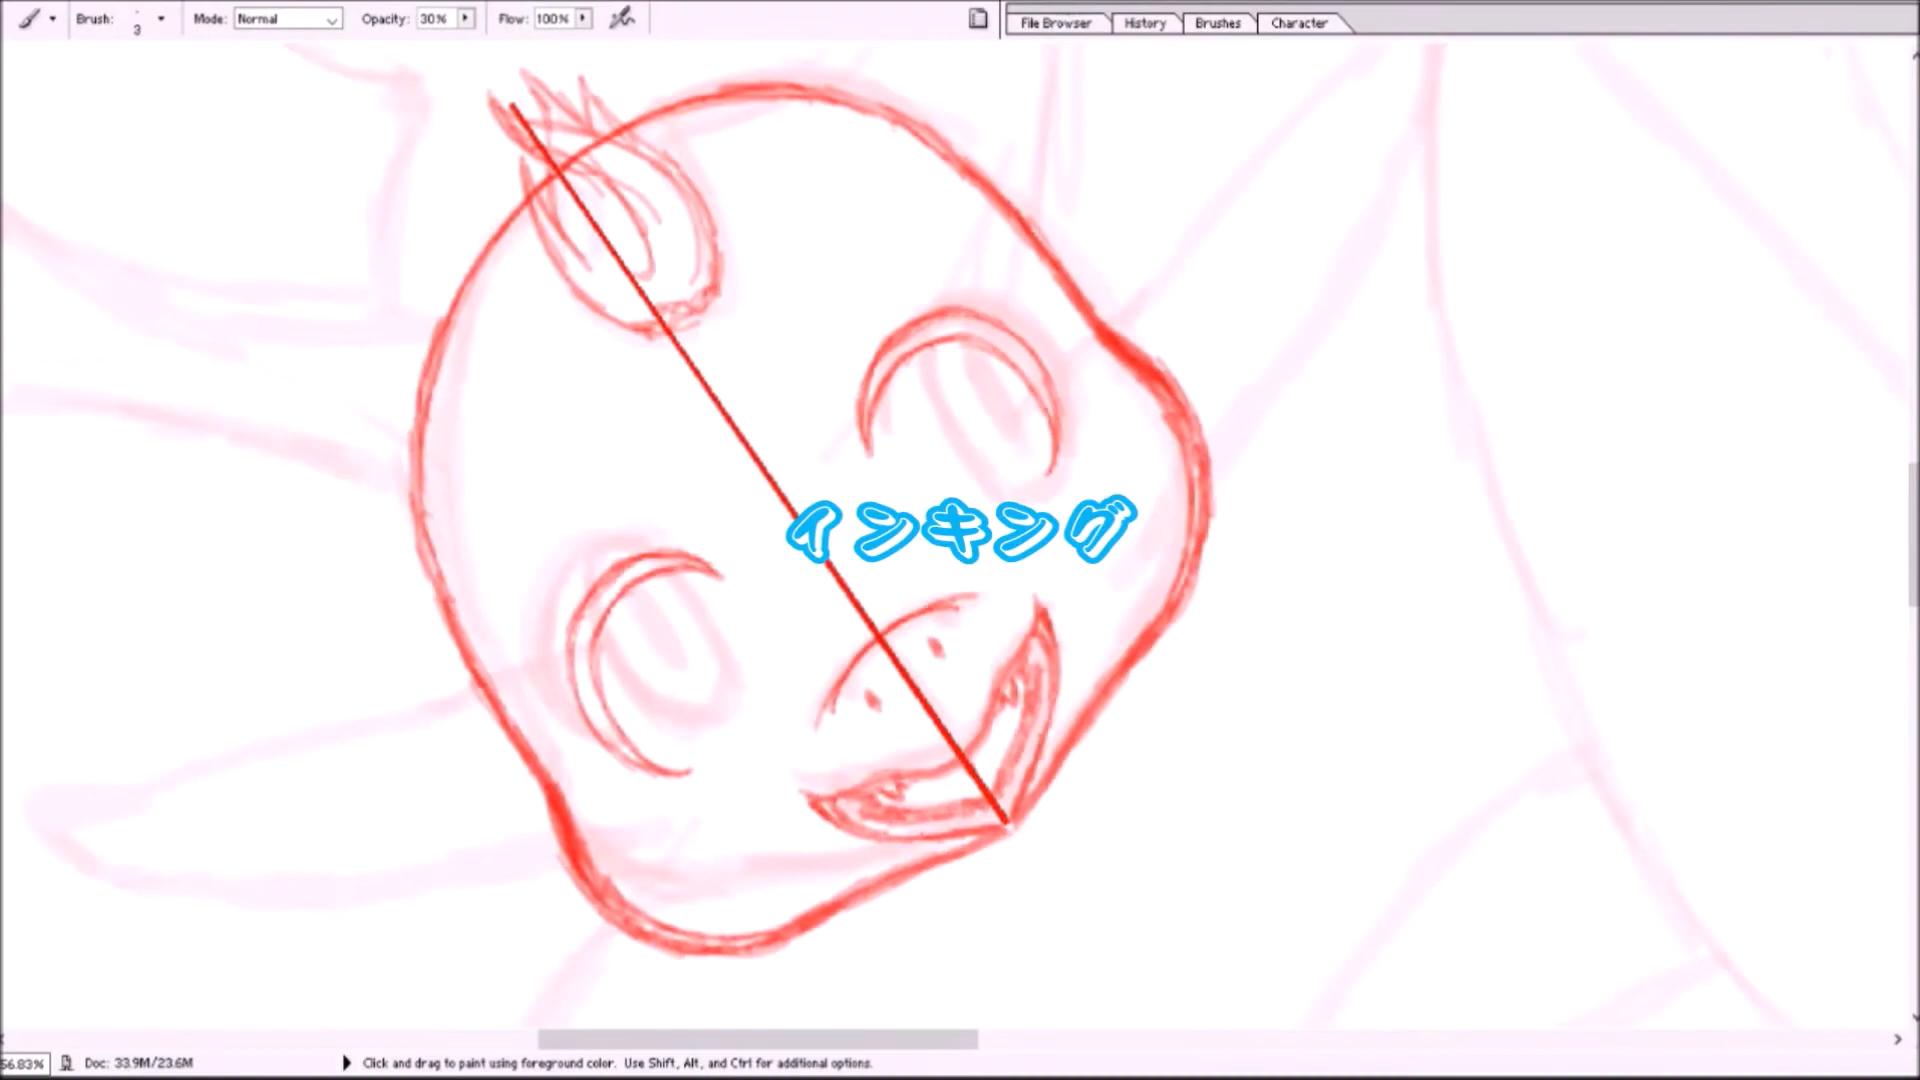 Brush: 3 Mode: Normal Opacity: 30% Flow: 100% File Browser History Brushes Character
インキング
56.83% Doc: 33.9M/23.6M Click and drag to paint using foreground color. Use Shift, Alt, and Ctrl for additional options.